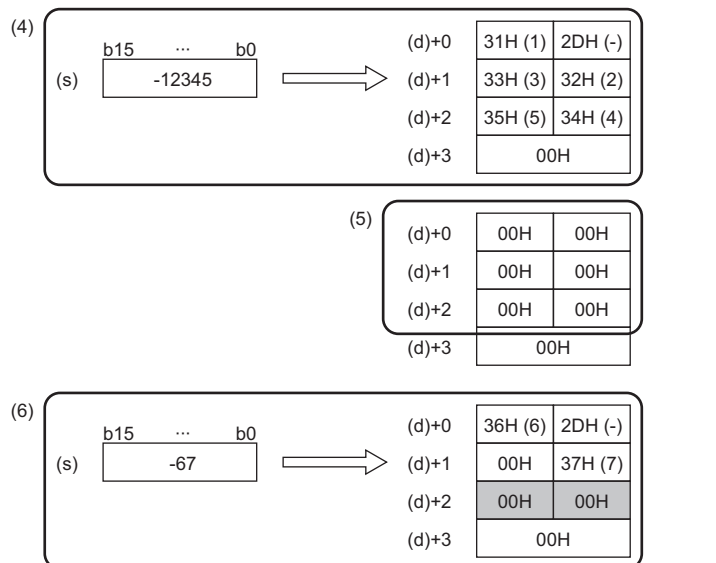 (4)
b15 ... b0
(s) -12345
(d)+0 31H (1) 2DH (-)
(d)+1 33H (3) 32H (2)
(d)+2 35H (5) 34H (4)
(d)+3 00H
(5)
(d)+0 00H 00H
(d)+1 00H 00H
(d)+2 00H 00H
(d)+3 00H
(6)
b15 ... b0
(s) -67
(d)+0 36H (6) 2DH (-)
(d)+1 00H 37H (7)
(d)+2 00H 00H
(d)+3 00H